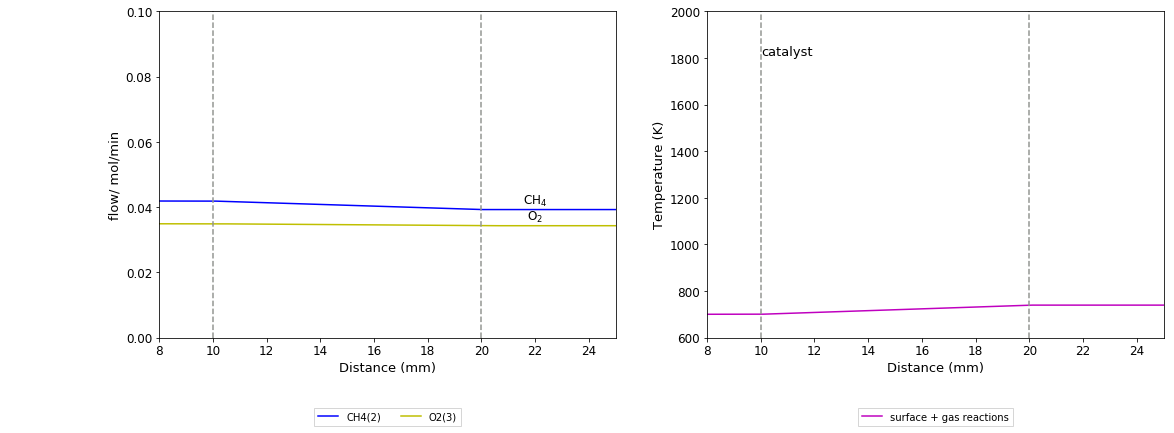 flow/ mol/min
0.10
0.08
0.06
0.04
0.02
0.00
CH4
O2
8 10 12 14 16 18 20 22 24
Distance (mm)
CH4(2) O2(3)
Temperature (K)
2000
1800
1600
1400
1200
1000
800
600
catalyst
8 10 12 14 16 18 20 22 24
Distance (mm)
surface + gas reactions